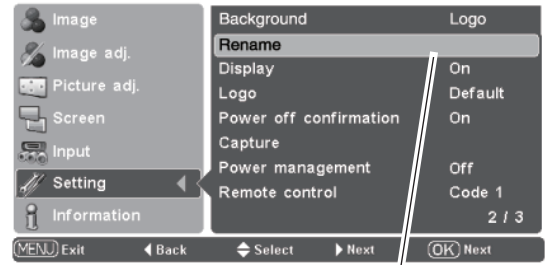 Image
Image adj.
Picture adj.
Screen
Input
Setting
Information
Background Logo
Rename
Display On
Logo Default
Power off confirmation On
Capture
Power management Off
Remote control Code 1
2 / 3
MENU Exit Back Select Next OK Next